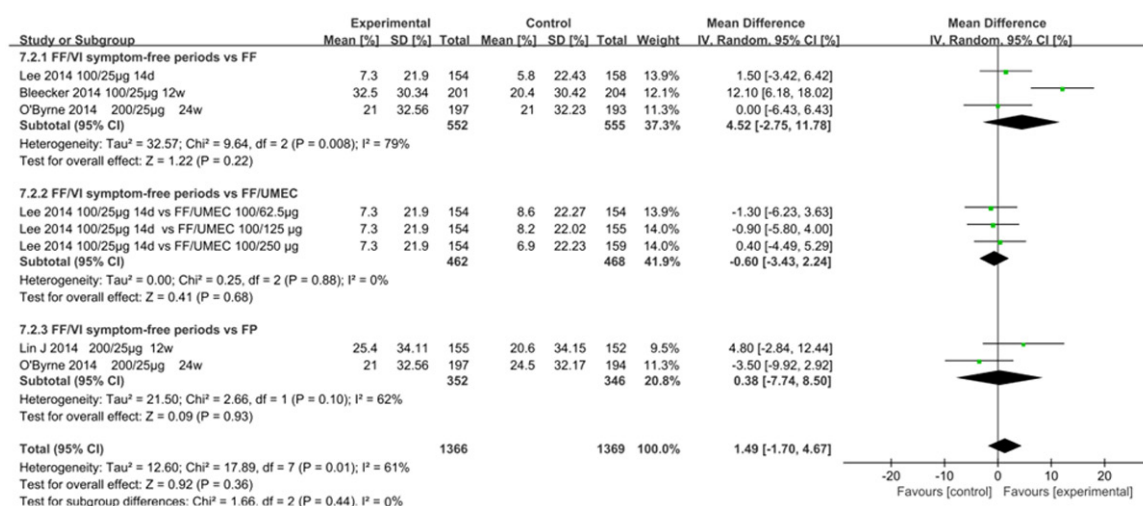 Experimental Control Mean Difference Mean Difference
Study or Subgroup Mean [%] SD [%] Total Mean [%] SD [%] Total Weight IV, Random, 95% CI IV, Random, 95% CI
7.2.1 FF/VI symptom-free periods vs FF
Lee 2014 100/25µg 14d 7.3 21.9 154 5.8 22.43 158 13.9% 1.50 [-3.42, 6.42]
Bleecker 2014 100/25µg 12w 32.5 30.34 201 20.4 30.42 204 12.1% 12.10 [6.18, 18.02]
O'Byrne 2014 200/25µg 24w 21 32.56 197 21 32.23 193 11.3% 0.00 [-6.43, 6.43]
Subtotal (95% CI) 552 555 37.3% 4.52 [-2.75, 11.78]
Heterogeneity: Tau² = 32.57; Chi² = 9.64, df = 2 (P = 0.008); I² = 79%
Test for overall effect: Z = 1.22 (P = 0.22)
7.2.2 FF/VI symptom-free periods vs FF/UMEC
Lee 2014 100/25µg 14d vs FF/UMEC 100/62.5µg 7.3 21.9 154 8.6 22.27 154 13.9% -1.30 [-6.23, 3.63]
Lee 2014 100/25µg 14d vs FF/UMEC 100/125 µg 7.3 21.9 154 8.2 22.02 155 14.0% -0.90 [-5.80, 4.00]
Lee 2014 100/25µg 14d vs FF/UMEC 100/250 µg 7.3 21.9 154 6.9 22.23 159 14.0% 0.40 [-4.49, 5.29]
Subtotal (95% CI) 462 468 41.9% -0.60 [-3.43, 2.24]
Heterogeneity: Tau² = 0.00; Chi² = 0.25, df = 2 (P = 0.88); I² = 0%
Test for overall effect: Z = 0.41 (P = 0.68)
7.2.3 FF/VI symptom-free periods vs FP
Lin J 2014 200/25µg 12w 25.4 34.11 155 20.6 34.15 152 9.5% 4.80 [-2.84, 12.44]
O'Byrne 2014 200/25µg 24w 21 32.56 197 24.5 32.17 194 11.3% -3.50 [-9.92, 2.92]
Subtotal (95% CI) 352 346 20.8% 0.38 [-7.74, 8.50]
Heterogeneity: Tau² = 21.50; Chi² = 2.66, df = 1 (P = 0.10); I² = 62%
Test for overall effect: Z = 0.09 (P = 0.93)
Total (95% CI) 1366 1369 100.0% 1.49 [-1.70, 4.67]
Heterogeneity: Tau² = 12.60; Chi² = 17.89, df = 7 (P = 0.01); I² = 61%
Test for overall effect: Z = 0.92 (P = 0.36)
Test for subgroup differences: Chi² = 1.66, df = 2 (P = 0.44), I² = 0%
-20 -10 0 10 20
Favours [control] Favours [experimental]